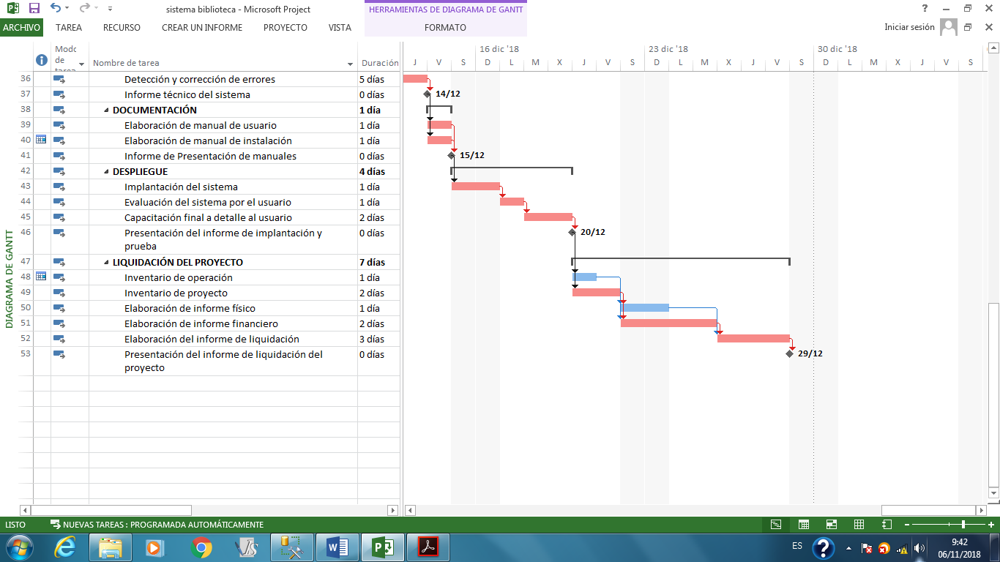 sistema biblioteca - Microsoft Project
HERRAMIENTAS DE DIAGRAMA DE GANTT
?
ARCHIVO TAREA RECURSO CREAR UN INFORME PROYECTO VISTA FORMATO Iniciar sesión
Modo de tarea Nombre de tarea Duración
16 dic '18 23 dic '18 30 dic '18
J V S D L M X J V S D L M X J V S D L M X J V S
36 Detección y corrección de errores 5 días
37 Informe técnico del sistema 0 días 14/12
38 DOCUMENTACIÓN 1 día
39 Elaboración de manual de usuario 1 día
40 Elaboración de manual de instalación 1 día
41 Informe de Presentación de manuales 0 días 15/12
42 DESPLIEGUE 4 días
43 Implantación del sistema 1 día
44 Evaluación del sistema por el usuario 1 día
45 Capacitación final a detalle al usuario 2 días
46 Presentación del informe de implantación y 0 días 20/12
prueba
47 LIQUIDACIÓN DEL PROYECTO 7 días
48 Inventario de operación 1 día
49 Inventario de proyecto 2 días
50 Elaboración de informe físico 1 día
51 Elaboración de informe financiero 2 días
52 Elaboración del informe de liquidación 3 días
53 Presentación del informe de liquidación del 0 días 29/12
proyecto
DIAGRAMA DE GANTT
LISTO NUEVAS TAREAS : PROGRAMADA AUTOMÁTICAMENTE
ES ? 9:42
06/11/2018